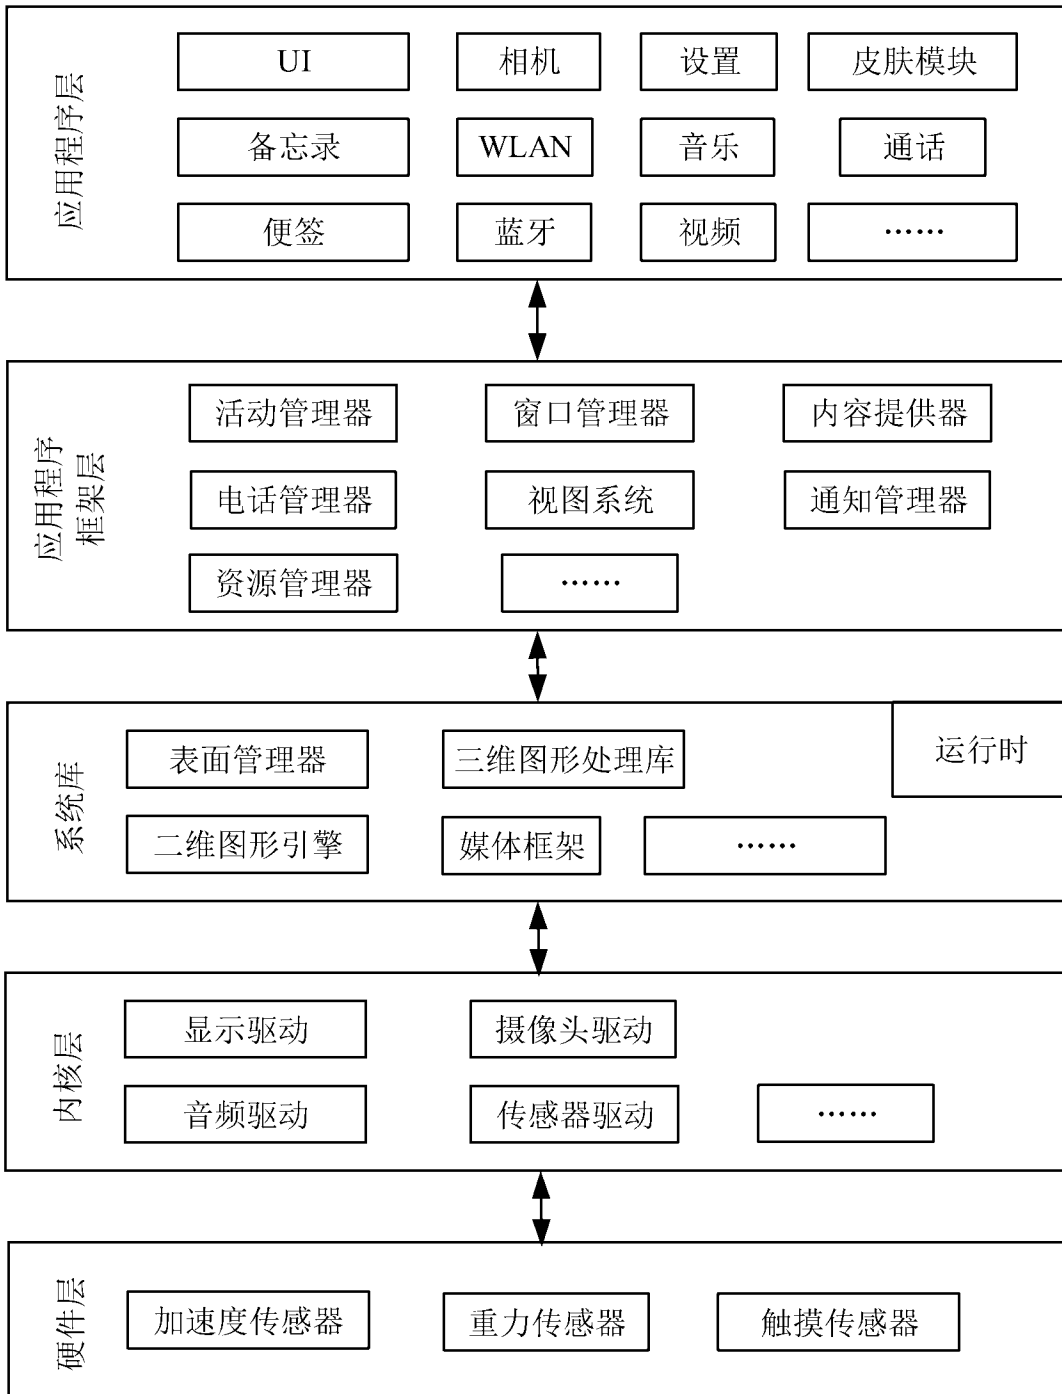 应用程序层
UI
相机
设置
皮肤模块
备忘录
WLAN
音乐
通话
便签
蓝牙
视频
……
应用程序
框架层
活动管理器
窗口管理器
内容提供器
电话管理器
视图系统
通知管理器
资源管理器
……
系统库
表面管理器
三维图形处理库
运行时
二维图形引擎
媒体框架
……
内核层
显示驱动
摄像头驱动
音频驱动
传感器驱动
……
硬件层
加速度传感器
重力传感器
触摸传感器